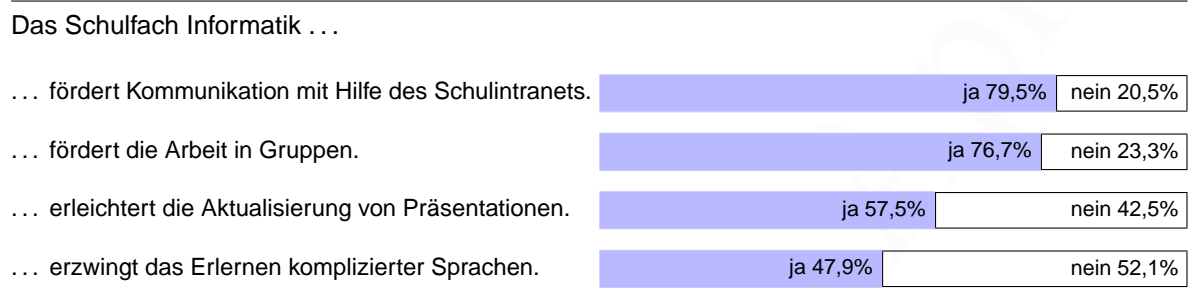 Das Schulfach Informatik . . .
. . . fördert Kommunikation mit Hilfe des Schulintranets. ja 79,5% nein 20,5%
. . . fördert die Arbeit in Gruppen. ja 76,7% nein 23,3%
. . . erleichtert die Aktualisierung von Präsentationen. ja 57,5% nein 42,5%
. . . erzwingt das Erlernen komplizierter Sprachen. ja 47,9% nein 52,1%